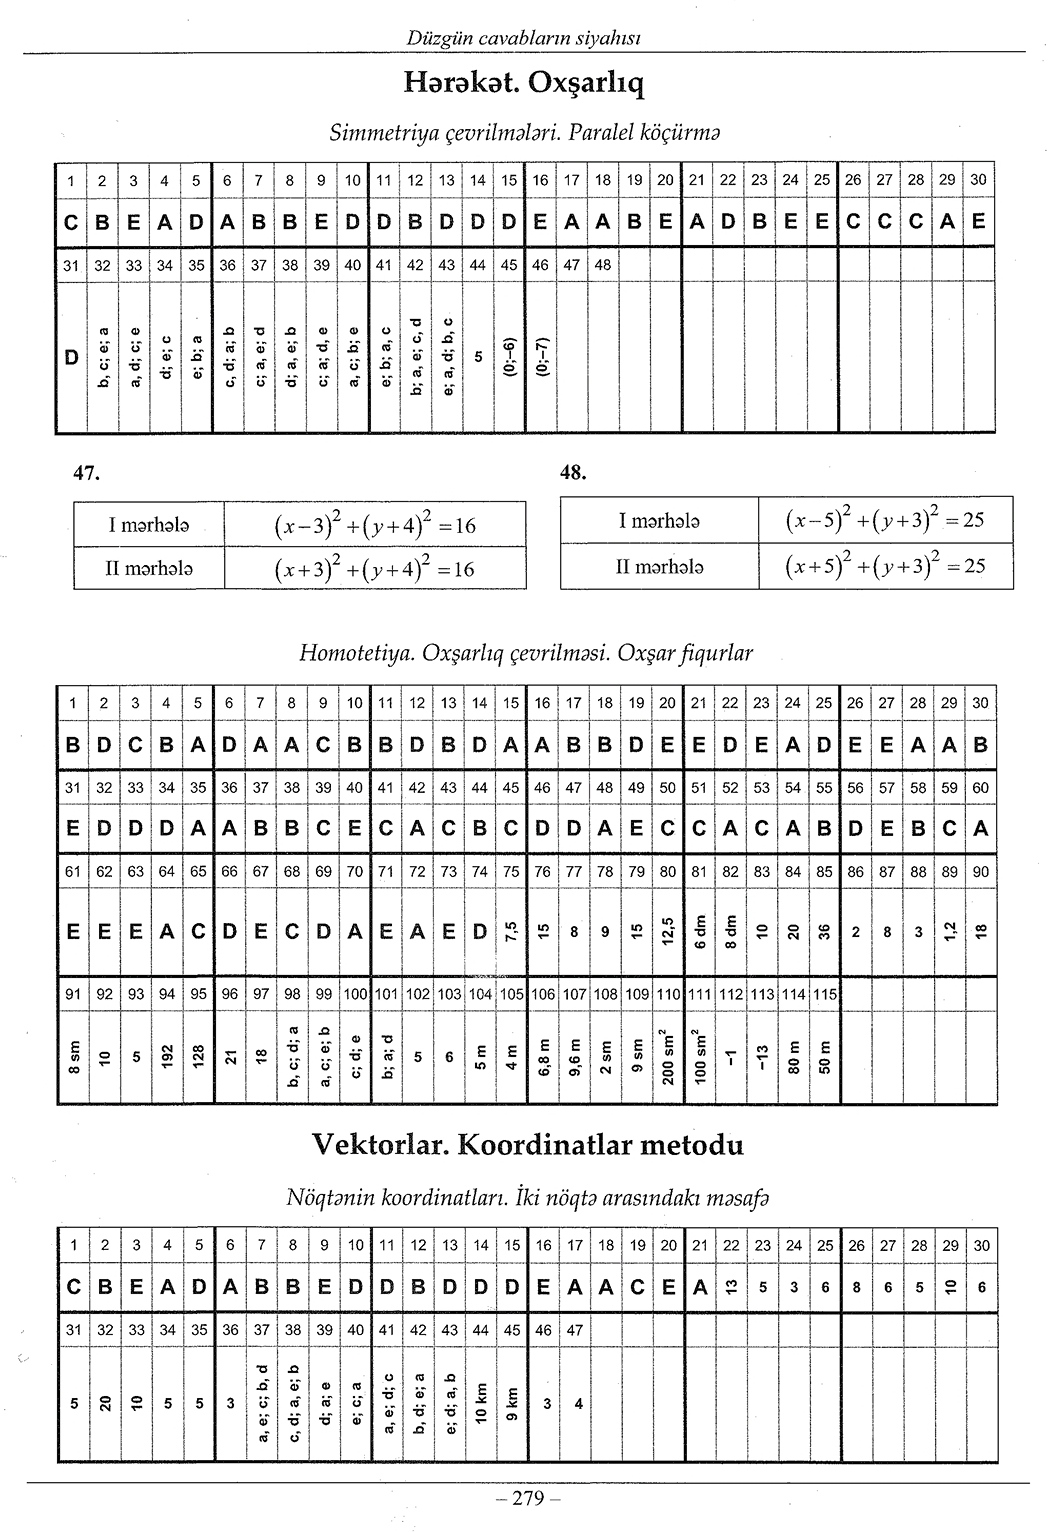 Düzgün cavabların siyahısı
Hərəkət. Oxşarlıq
Simmetriya çevrilmələri. Paralel köçürmə
1 2 3 4 5 6 7 8 9 10 11 12 13 14 15 16 17 18 19 20 21 22 23 24 25 26 27 28 29 30
C B E A D A B B E D D B D D D E A A B E A D B E E C C C A E
31 32 33 34 35 36 37 38 39 40 41 42 43 44 45 46 47 48
D b, c; e; a a, d; c; e d; e; c e; b; a c, d; a; b c; a, e; d d; a, e; b c; a; d, e a, c; b; e e; b; a, c b; a, e; c, d e; a, d; b, c 5 (0;–6) (0;–7)
47.
I mərhələ (x−3)² +(y+4)² =16
II mərhələ (x+3)² +(y+4)² =16
48.
I mərhələ (x−5)² +(y+3)² =25
II mərhələ (x+5)² +(y+3)² =25
Homotetiya. Oxşarlıq çevrilməsi. Oxşar fiqurlar
1 2 3 4 5 6 7 8 9 10 11 12 13 14 15 16 17 18 19 20 21 22 23 24 25 26 27 28 29 30
B D C B A D A A C B B D B D A A B B D E E D E A D E E A A B
31 32 33 34 35 36 37 38 39 40 41 42 43 44 45 46 47 48 49 50 51 52 53 54 55 56 57 58 59 60
E D D D A A B B C E C A C B C D D A E C C A C A B D E B C A
61 62 63 64 65 66 67 68 69 70 71 72 73 74 75 76 77 78 79 80 81 82 83 84 85 86 87 88 89 90
E E E A C D E C D A E A E D 7,5 15 8 9 15 12,5 6 dm 8 dm 10 20 36 2 8 3 1,2 18
91 92 93 94 95 96 97 98 99 100 101 102 103 104 105 106 107 108 109 110 111 112 113 114 115
8 sm 10 5 192 128 21 18 b, c; d; a a, c; e; b c; d; e b; a; d 5 6 5 m 4 m 6,8 m 9,6 m 2 sm 9 sm 200 sm² 100 sm² –1 –13 80 m 50 m
Vektorlar. Koordinatlar metodu
Nöqtənin koordinatları. İki nöqtə arasındakı məsafə
1 2 3 4 5 6 7 8 9 10 11 12 13 14 15 16 17 18 19 20 21 22 23 24 25 26 27 28 29 30
C B E A D A B B E D D B D D D E A A C E A 13 5 3 6 8 6 5 10 6
31 32 33 34 35 36 37 38 39 40 41 42 43 44 45 46 47
5 20 10 5 5 3 a, e; c; b, d c, d; a, e; b d; a; e e; c; a a, e; d; c b, d; e; a e; d; a, b 10 km 9 km 3 4
– 279 –